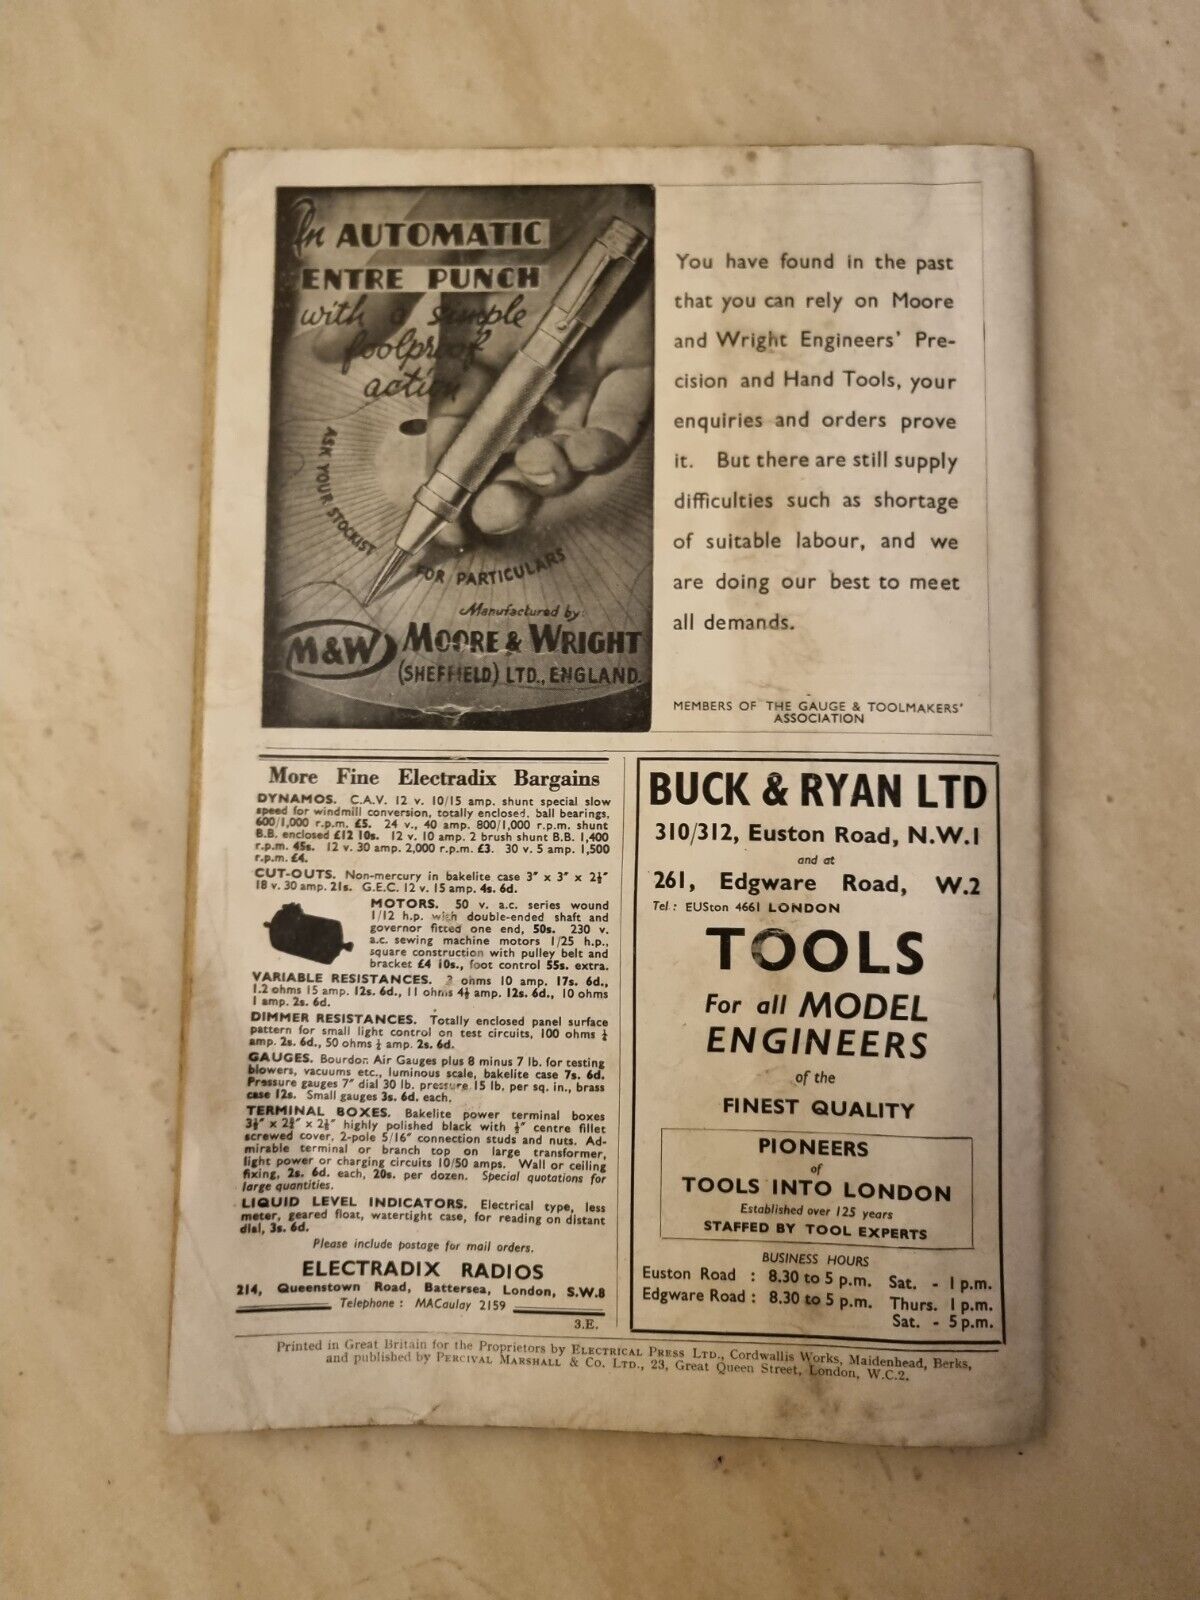 An AUTOMATIC
ENTRE PUNCH
with a simple
foolproof
action
ASK YOUR STOCKIST
FOR PARTICULARS
Manufactured by:
M&W MOORE & WRIGHT
(SHEFFIELD) LTD., ENGLAND.
You have found in the past
that you can rely on Moore
and Wright Engineers' Pre-
cision and Hand Tools, your
enquiries and orders prove
it. But there are still supply
difficulties such as shortage
of suitable labour, and we
are doing our best to meet
all demands.
MEMBERS OF THE GAUGE & TOOLMAKERS'
ASSOCIATION
More Fine Electradix Bargains
DYNAMOS. C.A.V. 12 v. 10/15 amp. shunt special slow
speed for windmill conversion, totally enclosed, ball bearings,
600/1,000 r.p.m. £5. 24 v., 40 amp. 800/1,000 r.p.m. shunt
B.B. enclosed £12 10s. 12 v. 10 amp. 2 brush shunt B.B. 1,400
r.p.m. 45s. 12 v. 30 amp. 2,000 r.p.m. £3. 30 v. 5 amp. 1,500
r.p.m. £4.
CUT-OUTS. Non-mercury in bakelite case 3" x 3" x 2½"
18 v. 30 amp. 21s. G.E.C. 12 v. 15 amp. 4s. 6d.
MOTORS. 50 v. a.c. series wound
1/12 h.p. with double-ended shaft and
governor fitted one end, 50s. 230 v.
a.c. sewing machine motors 1/25 h.p.,
square construction with pulley belt and
bracket £4 10s., foot control 55s. extra.
VARIABLE RESISTANCES. ohms 10 amp. 17s. 6d.,
1.2 ohms 15 amp. 12s. 6d., 11 ohms 4½ amp. 12s. 6d., 10 ohms
1 amp. 2s. 6d.
DIMMER RESISTANCES. Totally enclosed panel surface
pattern for small light control on test circuits, 100 ohms
amp. 2s. 6d., 50 ohms amp. 2s. 6d.
GAUGES. Bourdon Air Gauges plus 8 minus 7 lb. for testing
blowers, vacuums etc., luminous scale, bakelite case 7s. 6d.
Pressure gauges 7" dial 30 lb. pressure 15 lb. per sq. in., brass
case 12s. Small gauges 3s. 6d. each.
TERMINAL BOXES. Bakelite power terminal boxes
highly polished black with centre fillet
screwed cover, 2-pole 5/16" connection studs and nuts. Ad-
mirable terminal or branch top on large transformer,
light power or charging circuits 10/50 amps. Wall or ceiling
fixing, 2s. 6d. each, 20s. per dozen. Special quotations for
large quantities.
LIQUID LEVEL INDICATORS. Electrical type, less
meter, geared float, watertight case, for reading on distant
dial, 3s. 6d.
Please include postage for mail orders.
ELECTRADIX RADIOS
214, Queenstown Road, Battersea, London, S.W.8
Telephone : MACaulay 2159
3.E.
BUCK & RYAN LTD
310/312, Euston Road, N.W.1
and at
261, Edgware Road, W.2
Tel : EUSton 4661 LONDON
TOOLS
For all MODEL
ENGINEERS
of the
FINEST QUALITY
PIONEERS
of
TOOLS INTO LONDON
Established over 125 years
STAFFED BY TOOL EXPERTS
BUSINESS HOURS
Euston Road : 8.30 to 5 p.m. Sat. - 1 p.m.
Edgware Road : 8.30 to 5 p.m. Thurs. 1 p.m.
Sat. - 5 p.m.
Printed in Great Britain for the Proprietors by ELECTRICAL PRESS LTD., Cordwallis Works, Maidenhead, Berks,
and published by PERCIVAL MARSHALL & CO. LTD., 23, Great Queen Street, London, W.C.2.